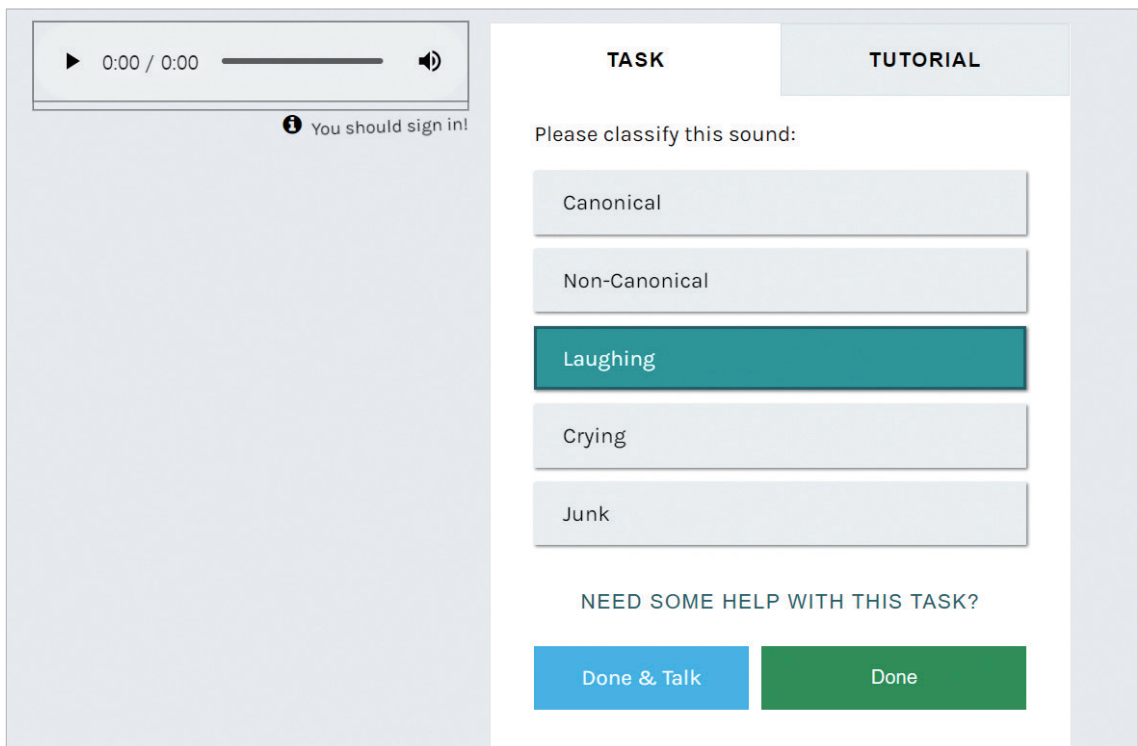 0:00 / 0:00
You should sign in!
TASK
TUTORIAL
Please classify this sound:
Canonical
Non-Canonical
Laughing
Crying
Junk
NEED SOME HELP WITH THIS TASK?
Done & Talk
Done